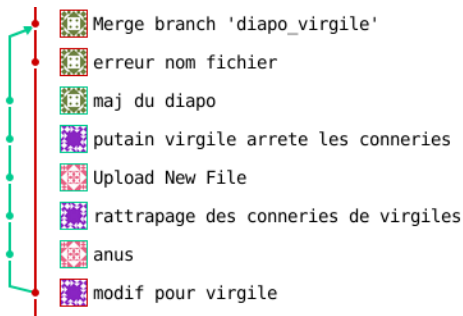 Merge branch 'diapo_virgile'
erreur nom fichier
maj du diapo
putain virgile arrete les conneries
Upload New File
rattrapage des conneries de virgiles
anus
modif pour virgile